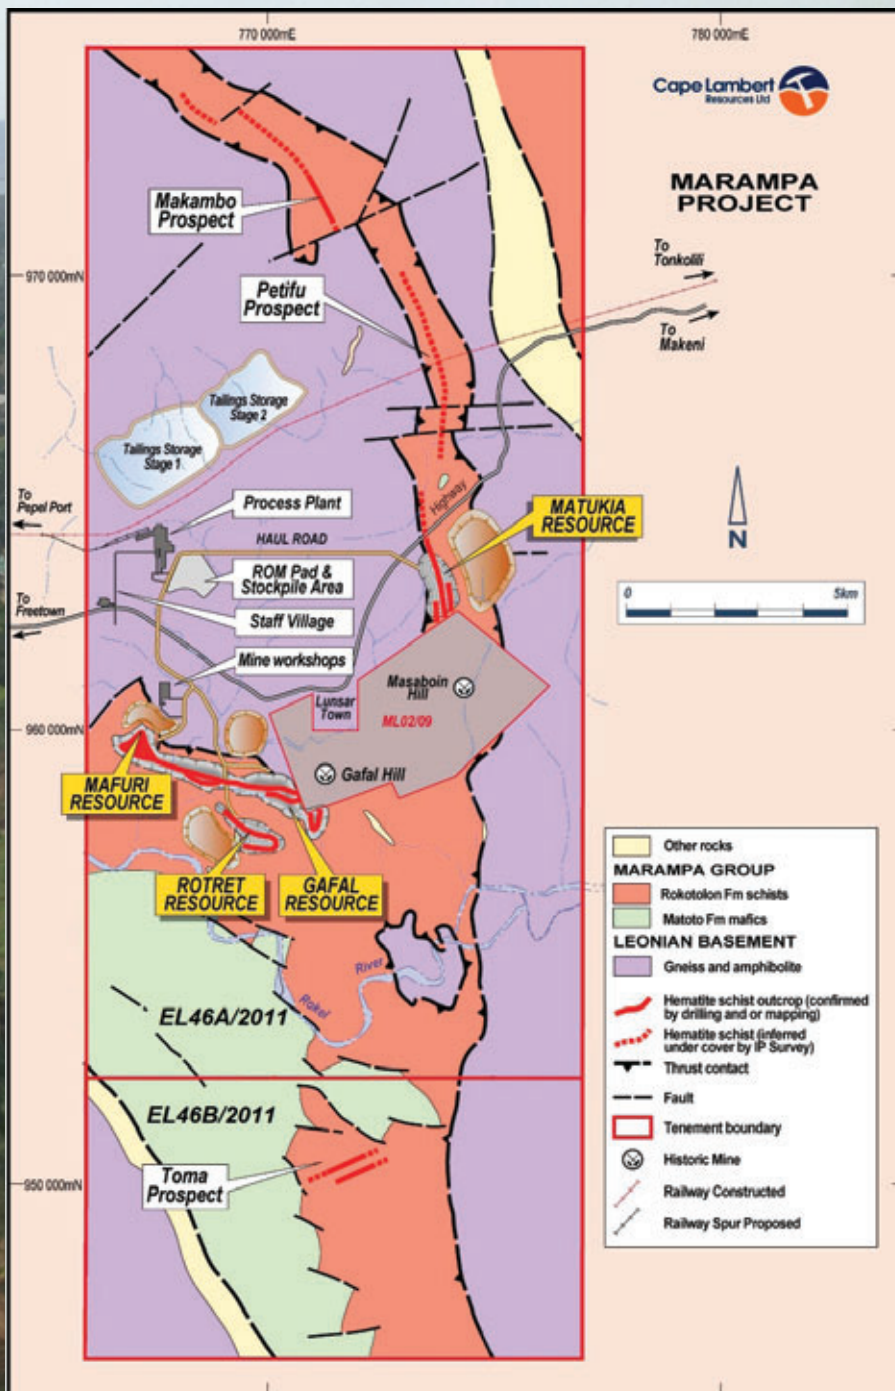 770 000mE
780 000mE
Cape Lambert
Resources Ltd
MARAMPA
PROJECT
Makambo
Prospect
To
Tonkolili
970 000mN
Petifu
Prospect
To
Makeni
Tailings Storage
Stage 2
Tailings Storage
Stage 1
To
Pepel Port
Process Plant
Highway
MATUKIA
RESOURCE
HAUL ROAD
N
ROM Pad &
Stockpile Area
0
5km
To
Freetown
Staff Village
Mine workshops
Masaboin
Hill
Lunsar
Town
ML02/09
960 000mN
Gafal Hill
MAFURI
RESOURCE
ROTRET
RESOURCE
GAFAL
RESOURCE
Other rocks
MARAMPA GROUP
Rokotolon Fm schists
Matoto Fm mafics
LEONIAN BASEMENT
Gneiss and amphibolite
River
Rokel
EL46A/2011
Hematite schist outcrop (confirmed
by drilling and or mapping)
Hematite schist (inferred
under cover by IP Survey)
Thrust contact
Fault
EL46B/2011
Tenement boundary
Historic Mine
Toma
Prospect
950 000mN
Railway Constructed
Railway Spur Proposed